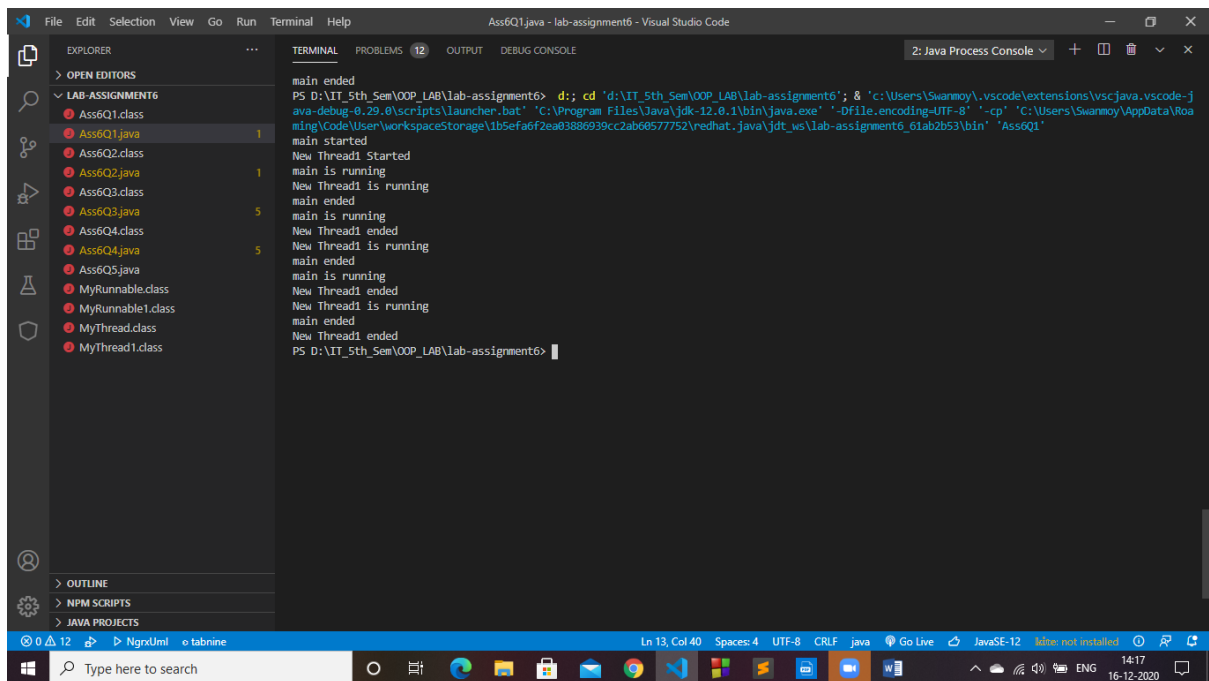 File Edit Selection View Go Run Terminal Help Ass6Q1.java - lab-assignment6 - Visual Studio Code
EXPLORER
OPEN EDITORS
LAB-ASSIGNMENT6
Ass6Q1.class
Ass6Q1.java 1
Ass6Q2.class
Ass6Q2.java 1
Ass6Q3.class
Ass6Q3.java 5
Ass6Q4.class
Ass6Q4.java 5
Ass6Q5.java
MyRunnable.class
MyRunnable1.class
MyThread.class
MyThread1.class
OUTLINE
NPM SCRIPTS
JAVA PROJECTS
TERMINAL PROBLEMS 12 OUTPUT DEBUG CONSOLE 2: Java Process Console
main ended
PS D:\IT_5th_Sem\OOP_LAB\lab-assignment6> d:; cd 'd:\IT_5th_Sem\OOP_LAB\lab-assignment6'; & 'c:\Users\Swanmoy\.vscode\extensions\vscjava.vscode-j
ava-debug-0.29.0\scripts\launcher.bat' 'C:\Program Files\Java\jdk-12.0.1\bin\java.exe' '-Dfile.encoding=UTF-8' '-cp' 'C:\Users\Swanmoy\AppData\Roa
ming\Code\User\workspaceStorage\1b5efa6f2ea03886939cc2ab60577752\redhat.java\jdt_ws\lab-assignment6_61ab2b53\bin' 'Ass6Q1'
main started
New Thread1 Started
main is running
New Thread1 is running
main ended
main is running
New Thread1 ended
New Thread1 is running
main ended
main is running
New Thread1 ended
New Thread1 is running
main ended
New Thread1 ended
PS D:\IT_5th_Sem\OOP_LAB\lab-assignment6>
0 12 NgrxUml tabnine Ln 13, Col 40 Spaces: 4 UTF-8 CRLF java Go Live JavaSE-12 kite: not installed
Type here to search ENG 14:17
16-12-2020